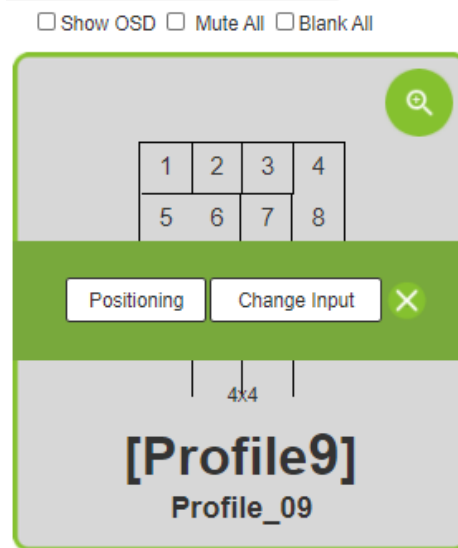 Show OSD Mute All Blank All
1 2 3 4
5 6 7 8
Positioning Change Input
4x4
[Profile9]
Profile_09